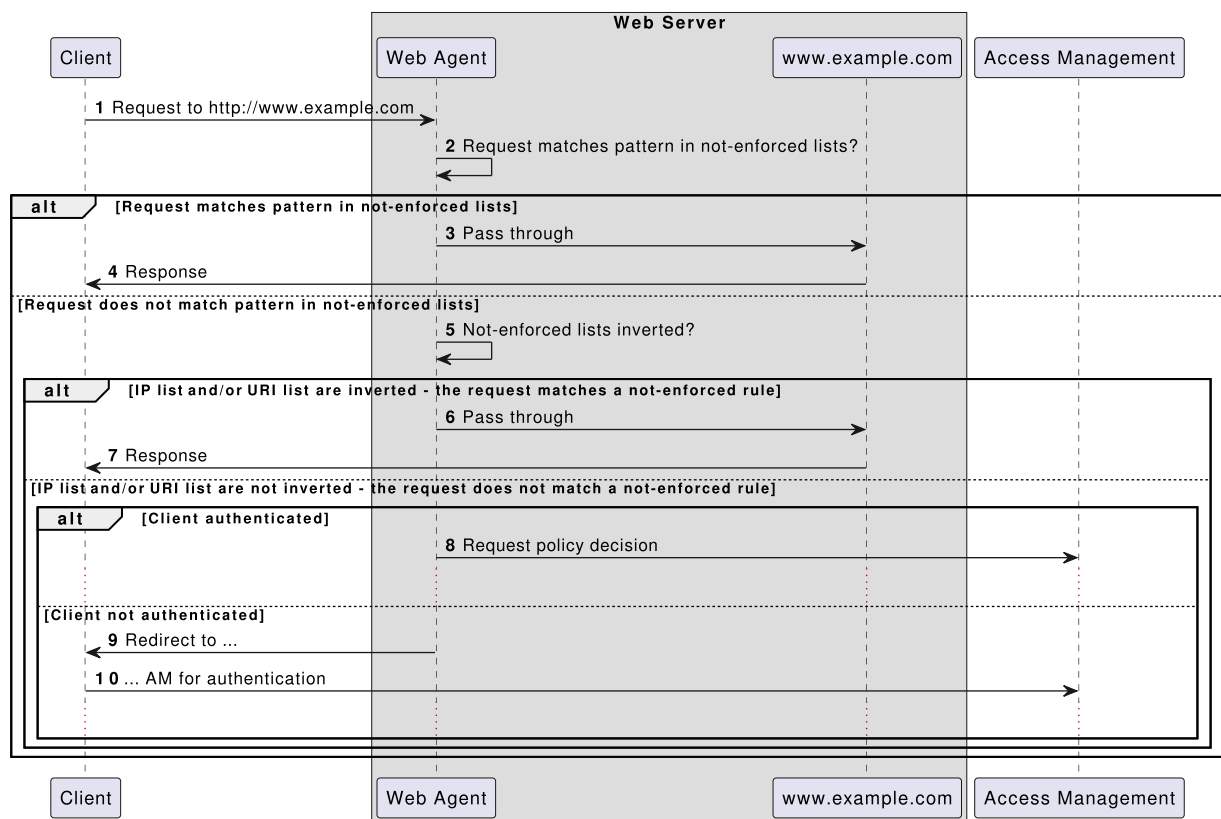 Web Server
Client
Web Agent
www.example.com
Access Management
1 Request to http://www.example.com
2 Request matches pattern in not-enforced lists?
alt [Request matches pattern in not-enforced lists]
3 Pass through
4 Response
[Request does not match pattern in not-enforced lists]
5 Not-enforced lists inverted?
alt [IP list and/or URI list are inverted - the request matches a not-enforced rule]
6 Pass through
7 Response
[IP list and/or URI list are not inverted - the request does not match a not-enforced rule]
alt [Client authenticated]
8 Request policy decision
[Client not authenticated]
9 Redirect to ...
10 ... AM for authentication
Client
Web Agent
www.example.com
Access Management